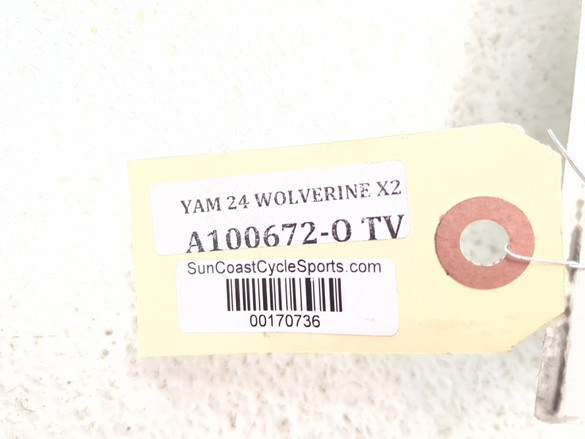 YAM 24 WOLVERINE X2
A100672-O TV
SunCoastCycleSports.com
00170736